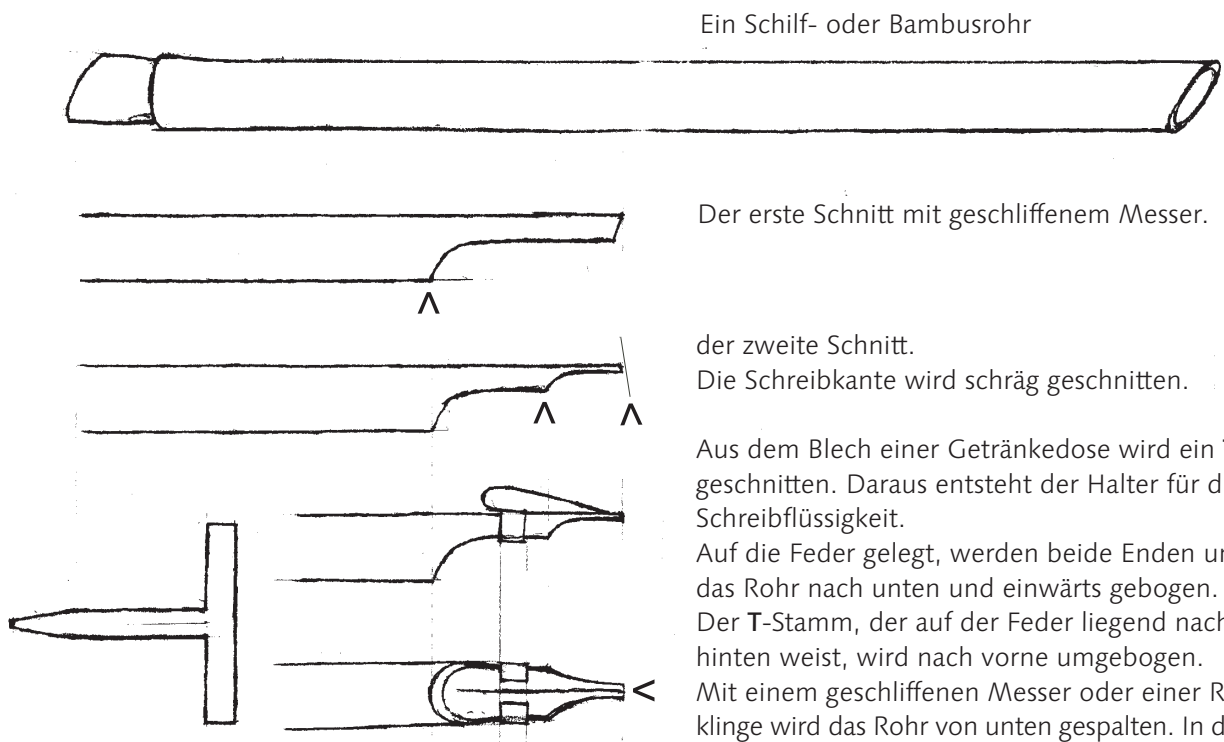 Ein Schilf- oder Bambusrohr
Der erste Schnitt mit geschliffenem Messer.
der zweite Schnitt.
Die Schreibkante wird schräg geschnitten.
Aus dem Blech einer Getränkedose wird ein
geschnitten. Daraus entsteht der Halter für
Schreibflüssigkeit.
Auf die Feder gelegt, werden beide Enden
das Rohr nach unten und einwärts gebogen.
Der T-Stamm, der auf der Feder liegend nach
hinten weist, wird nach vorne umgebogen.
Mit einem geschliffenen Messer oder einer
klinge wird das Rohr von unten gespalten. In